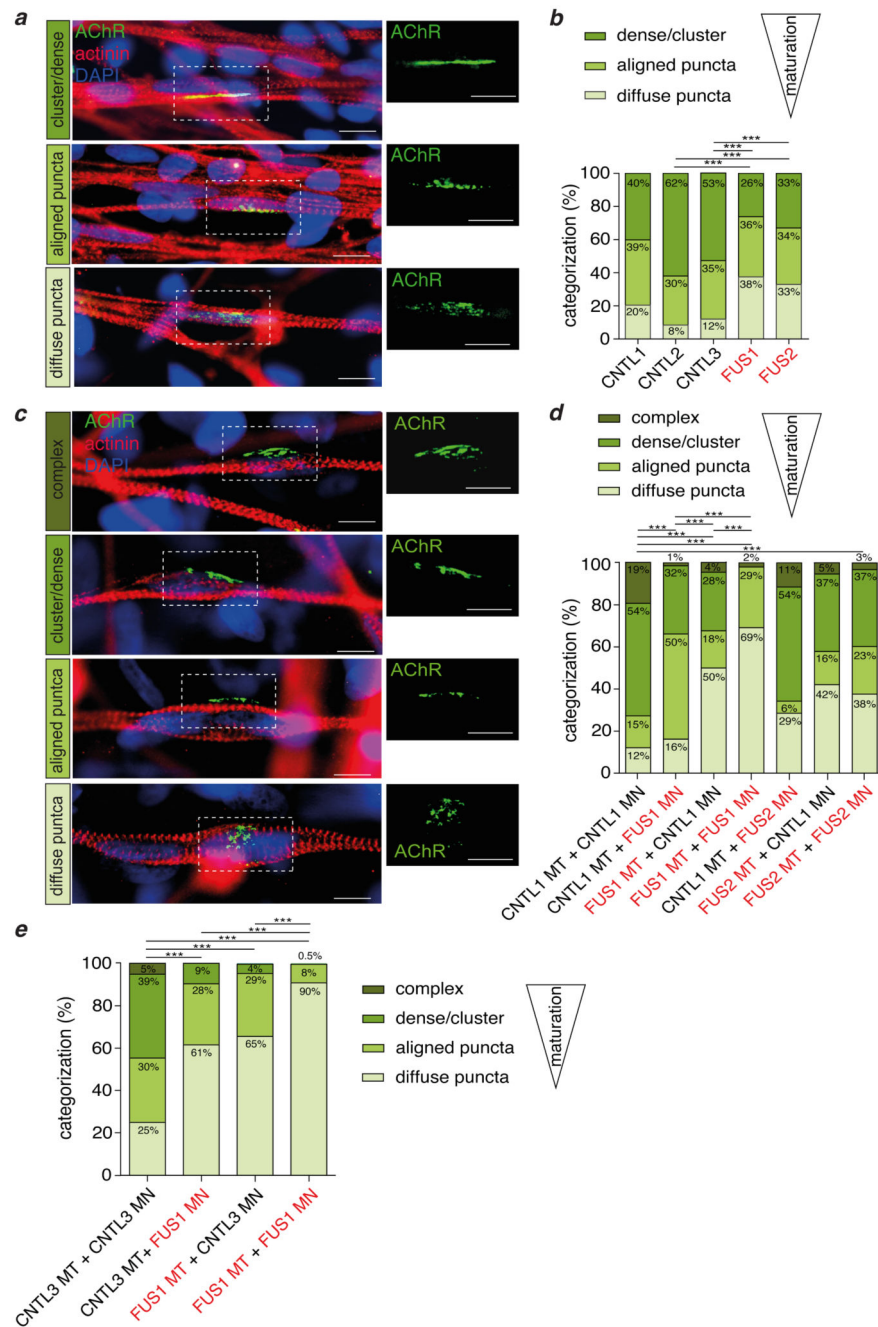 a
cluster/dense
AChR
actinin
DAPI
AChR
aligned puncta
AChR
diffuse puncta
AChR
b
dense/cluster
aligned puncta
diffuse puncta
maturation
***
***
***
***
categorization (%)
100
80
60
40
20
0
40%
62%
53%
26%
33%
39%
30%
35%
36%
34%
20%
8%
12%
38%
33%
CNTL1
CNTL2
CNTL3
FUS1
FUS2
c
complex
AChR
actinin
DAPI
AChR
cluster/dense
AChR
aligned puntca
AChR
diffuse puntca
AChR
d
complex
dense/cluster
aligned puncta
diffuse puncta
maturation
***
*** *** ***
***
***
***
categorization (%)
100
80
60
40
20
0
19%
1%
4%
2%
11%
5%
3%
54%
32%
28%
29%
54%
37%
37%
15%
50%
18%
69%
6%
16%
23%
12%
16%
50%
29%
42%
38%
CNTL1 MT + CNTL1 MN
CNTL1 MT + FUS1 MN
FUS1 MT + CNTL1 MN
FUS1 MT + FUS1 MN
CNTL1 MT + FUS2 MN
FUS2 MT + CNTL1 MN
FUS2 MT + FUS2 MN
e
***
***
***
***
***
categorization (%)
100
80
60
40
20
0
5%
9%
4%
0.5%
39%
28%
29%
8%
30%
61%
65%
90%
25%
CNTL3 MT + CNTL3 MN
CNTL3 MT+ FUS1 MN
FUS1 MT + CNTL3 MN
FUS1 MT + FUS1 MN
complex
dense/cluster
aligned puncta
diffuse puncta
maturation